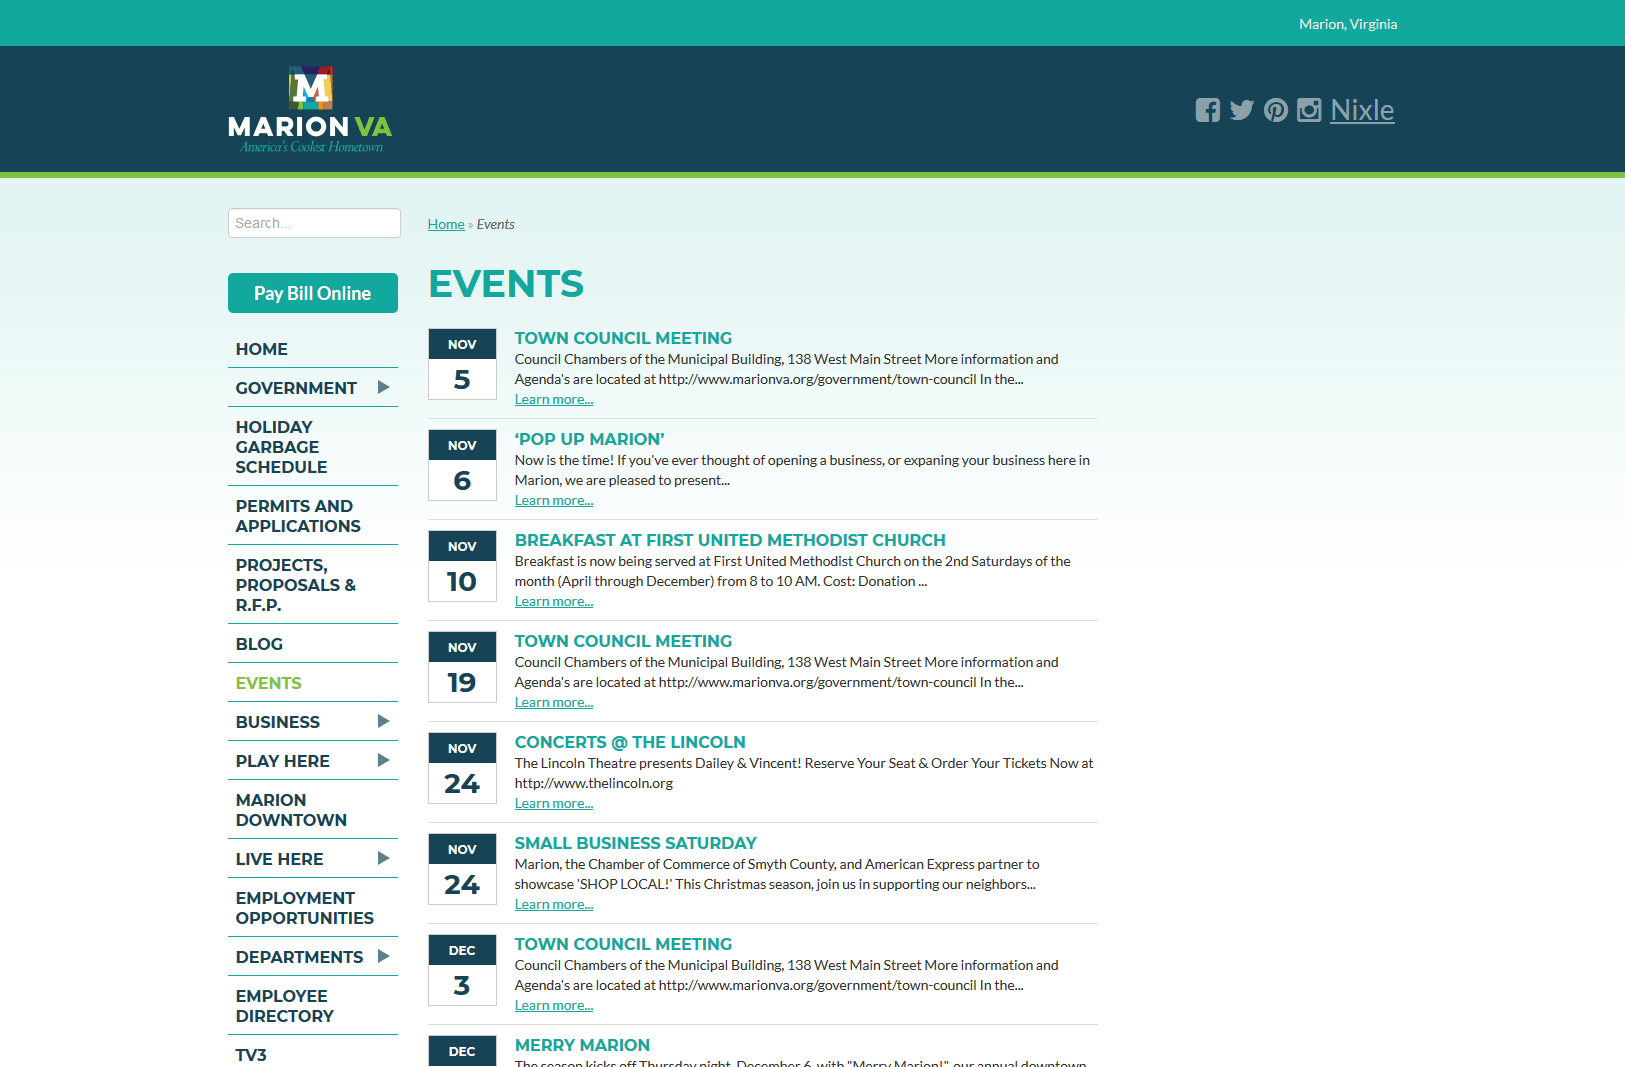 Marion, Virginia
M
MARION VA
America's Coolest Hometown
Nixle
Search...
Pay Bill Online
HOME
GOVERNMENT
HOLIDAY
GARBAGE
SCHEDULE
PERMITS AND
APPLICATIONS
PROJECTS,
PROPOSALS &
R.F.P.
BLOG
EVENTS
BUSINESS
PLAY HERE
MARION
DOWNTOWN
LIVE HERE
EMPLOYMENT
OPPORTUNITIES
DEPARTMENTS
EMPLOYEE
DIRECTORY
TV3
Home » Events
EVENTS
NOV
5
TOWN COUNCIL MEETING
Council Chambers of the Municipal Building, 138 West Main Street More information and
Agenda's are located at http://www.marionva.org/government/town-council In the...
Learn more...
NOV
6
‘POP UP MARION’
Now is the time! If you've ever thought of opening a business, or expaning your business here in
Marion, we are pleased to present...
Learn more...
NOV
10
BREAKFAST AT FIRST UNITED METHODIST CHURCH
Breakfast is now being served at First United Methodist Church on the 2nd Saturdays of the
month (April through December) from 8 to 10 AM. Cost: Donation ...
Learn more...
NOV
19
TOWN COUNCIL MEETING
Council Chambers of the Municipal Building, 138 West Main Street More information and
Agenda's are located at http://www.marionva.org/government/town-council In the...
Learn more...
NOV
24
CONCERTS @ THE LINCOLN
The Lincoln Theatre presents Dailey & Vincent! Reserve Your Seat & Order Your Tickets Now at
http://www.thelincoln.org
Learn more...
NOV
24
SMALL BUSINESS SATURDAY
Marion, the Chamber of Commerce of Smyth County, and American Express partner to
showcase 'SHOP LOCAL!' This Christmas season, join us in supporting our neighbors...
Learn more...
DEC
3
TOWN COUNCIL MEETING
Council Chambers of the Municipal Building, 138 West Main Street More information and
Agenda's are located at http://www.marionva.org/government/town-council In the...
Learn more...
DEC
MERRY MARION
The season kicks off Thursday night, December 6, with "Merry Marion!", our annual downtown